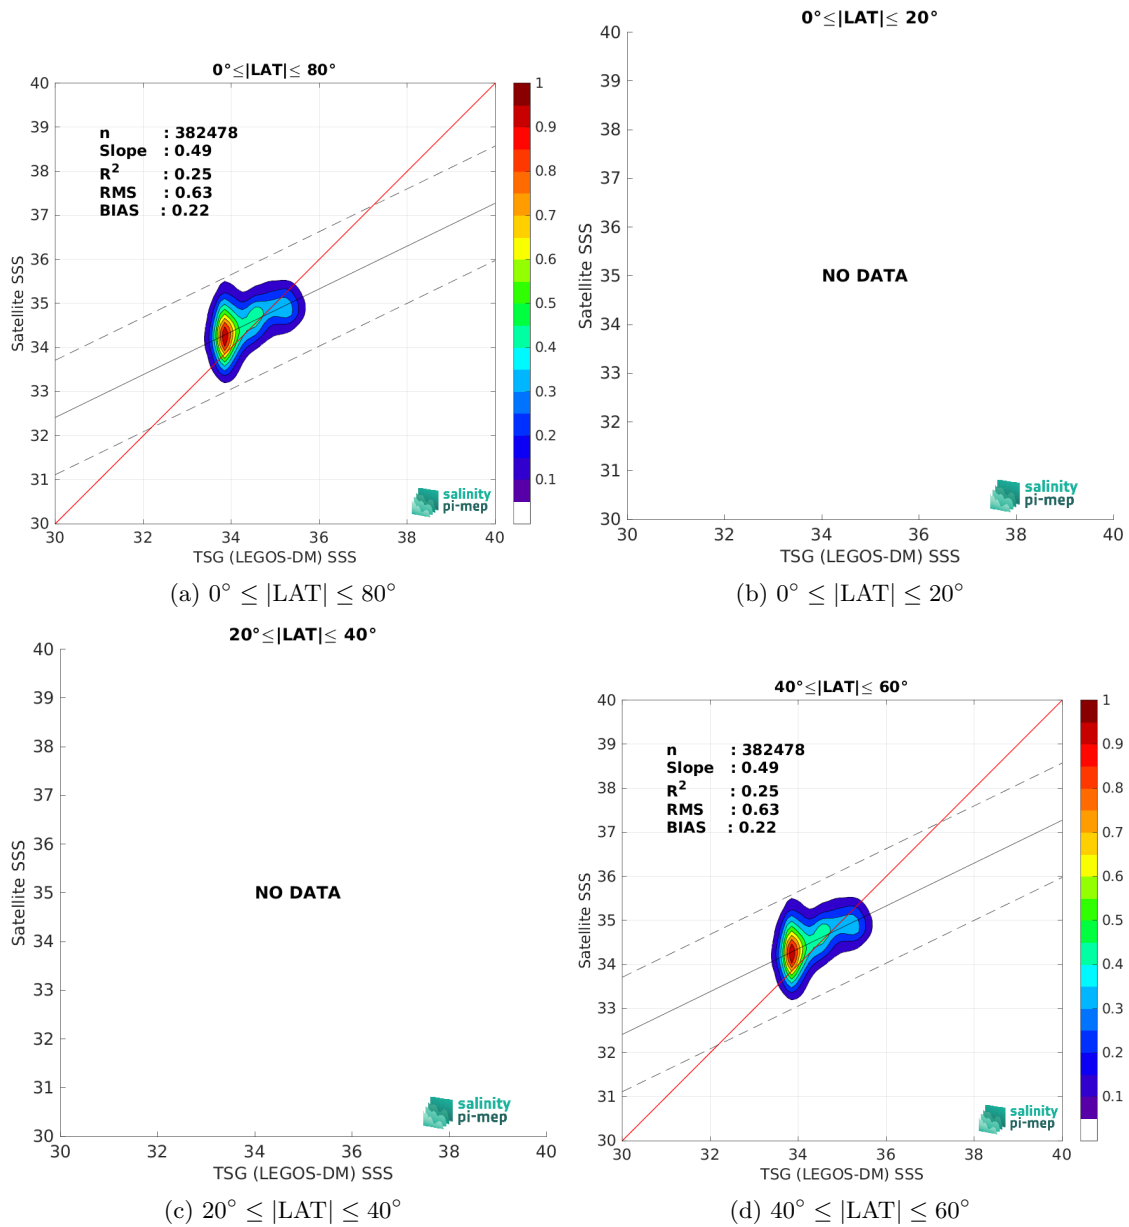 0°≤|LAT|≤ 80°
40
39
38
37
36
35
34
33
32
31
30
Satellite SSS
n : 382478
Slope : 0.49
R² : 0.25
RMS : 0.63
BIAS : 0.22
salinity
pi-mep
30 32 34 36 38 40
TSG (LEGOS-DM) SSS
1
0.9
0.8
0.7
0.6
0.5
0.4
0.3
0.2
0.1
(a) 0° ≤ |LAT| ≤ 80°
0°≤|LAT|≤ 20°
40
39
38
37
36
35
34
33
32
31
30
Satellite SSS
NO DATA
salinity
pi-mep
30 32 34 36 38 40
TSG (LEGOS-DM) SSS
(b) 0° ≤ |LAT| ≤ 20°
20°≤|LAT|≤ 40°
40
39
38
37
36
35
34
33
32
31
30
Satellite SSS
NO DATA
salinity
pi-mep
30 32 34 36 38 40
TSG (LEGOS-DM) SSS
(c) 20° ≤ |LAT| ≤ 40°
40°≤|LAT|≤ 60°
40
39
38
37
36
35
34
33
32
31
30
Satellite SSS
n : 382478
Slope : 0.49
R² : 0.25
RMS : 0.63
BIAS : 0.22
salinity
pi-mep
30 32 34 36 38 40
TSG (LEGOS-DM) SSS
1
0.9
0.8
0.7
0.6
0.5
0.4
0.3
0.2
0.1
(d) 40° ≤ |LAT| ≤ 60°